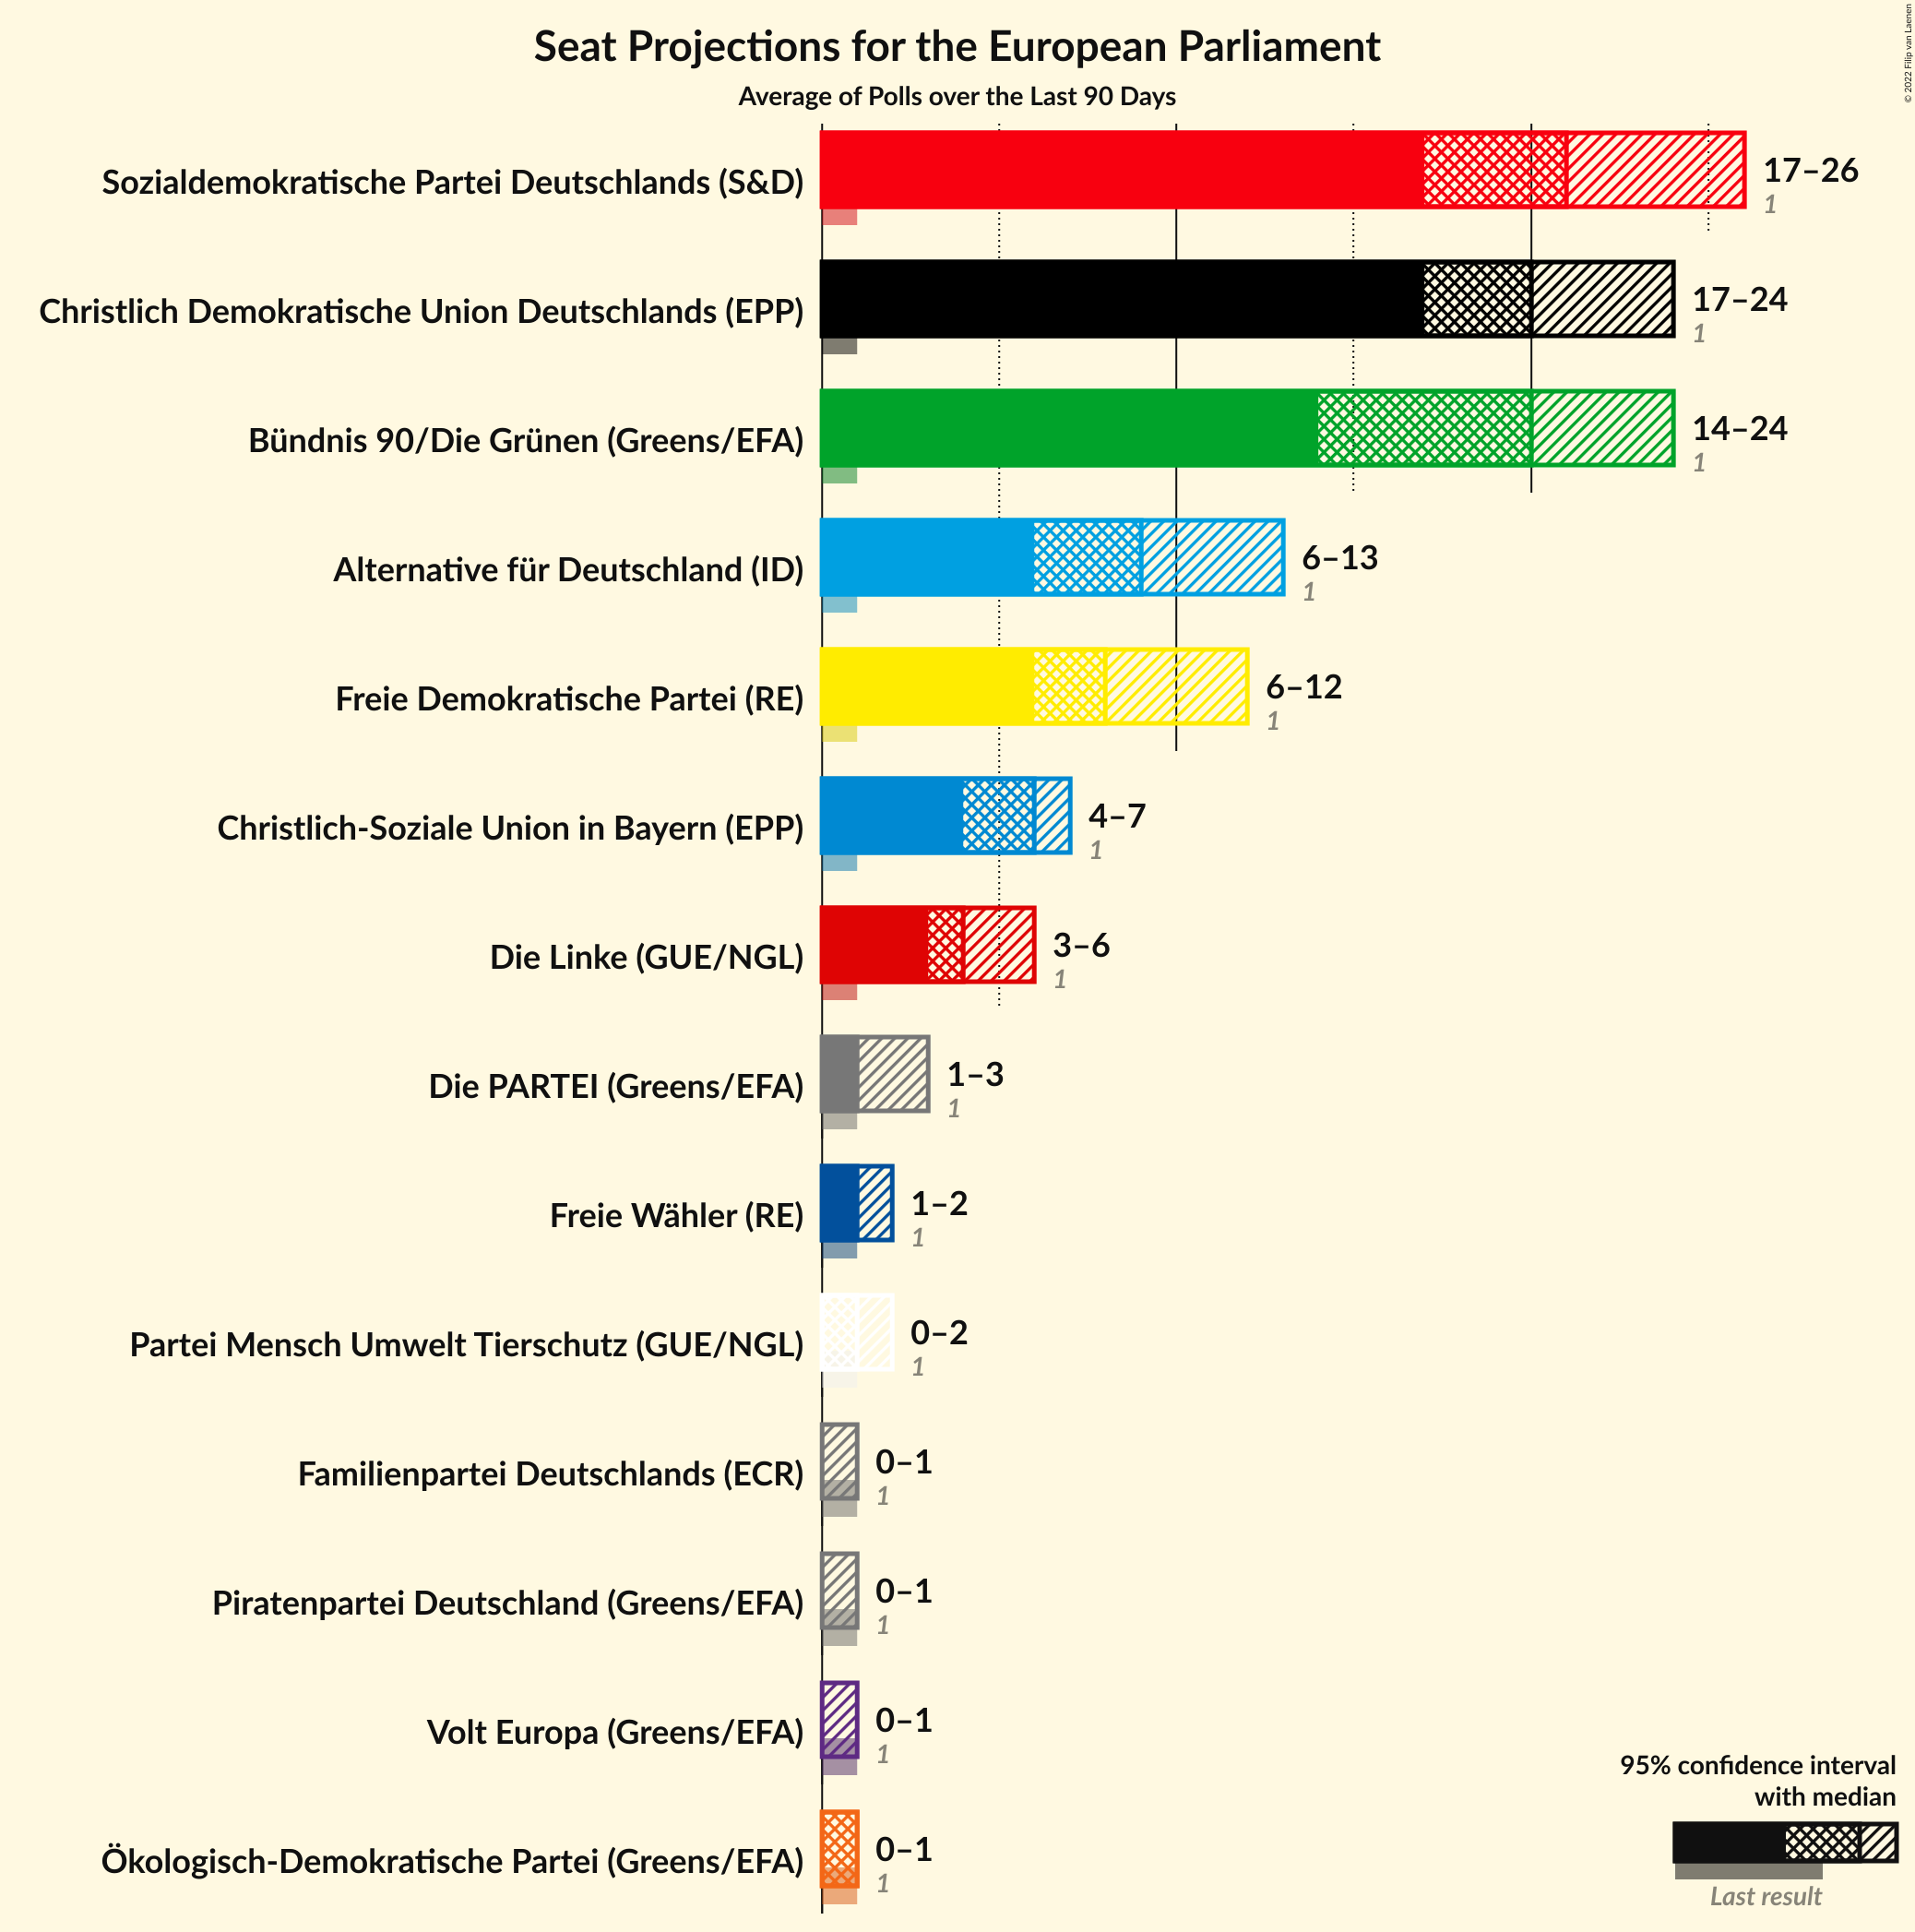 Seat Projections for the European Parliament
Average of Polls over the Last 90 Days
© 2022 Filip van Laenen
Sozialdemokratische Partei Deutschlands (S&D)
17–26
1
Christlich Demokratische Union Deutschlands (EPP)
17–24
1
Bündnis 90/Die Grünen (Greens/EFA)
14–24
1
Alternative für Deutschland (ID)
6–13
1
Freie Demokratische Partei (RE)
6–12
1
Christlich-Soziale Union in Bayern (EPP)
4–7
1
Die Linke (GUE/NGL)
3–6
1
Die PARTEI (Greens/EFA)
1–3
1
Freie Wähler (RE)
1–2
1
Partei Mensch Umwelt Tierschutz (GUE/NGL)
0–2
1
Familienpartei Deutschlands (ECR)
0–1
1
Piratenpartei Deutschland (Greens/EFA)
0–1
1
Volt Europa (Greens/EFA)
0–1
1
Ökologisch-Demokratische Partei (Greens/EFA)
0–1
1
95% confidence interval
with median
Last result